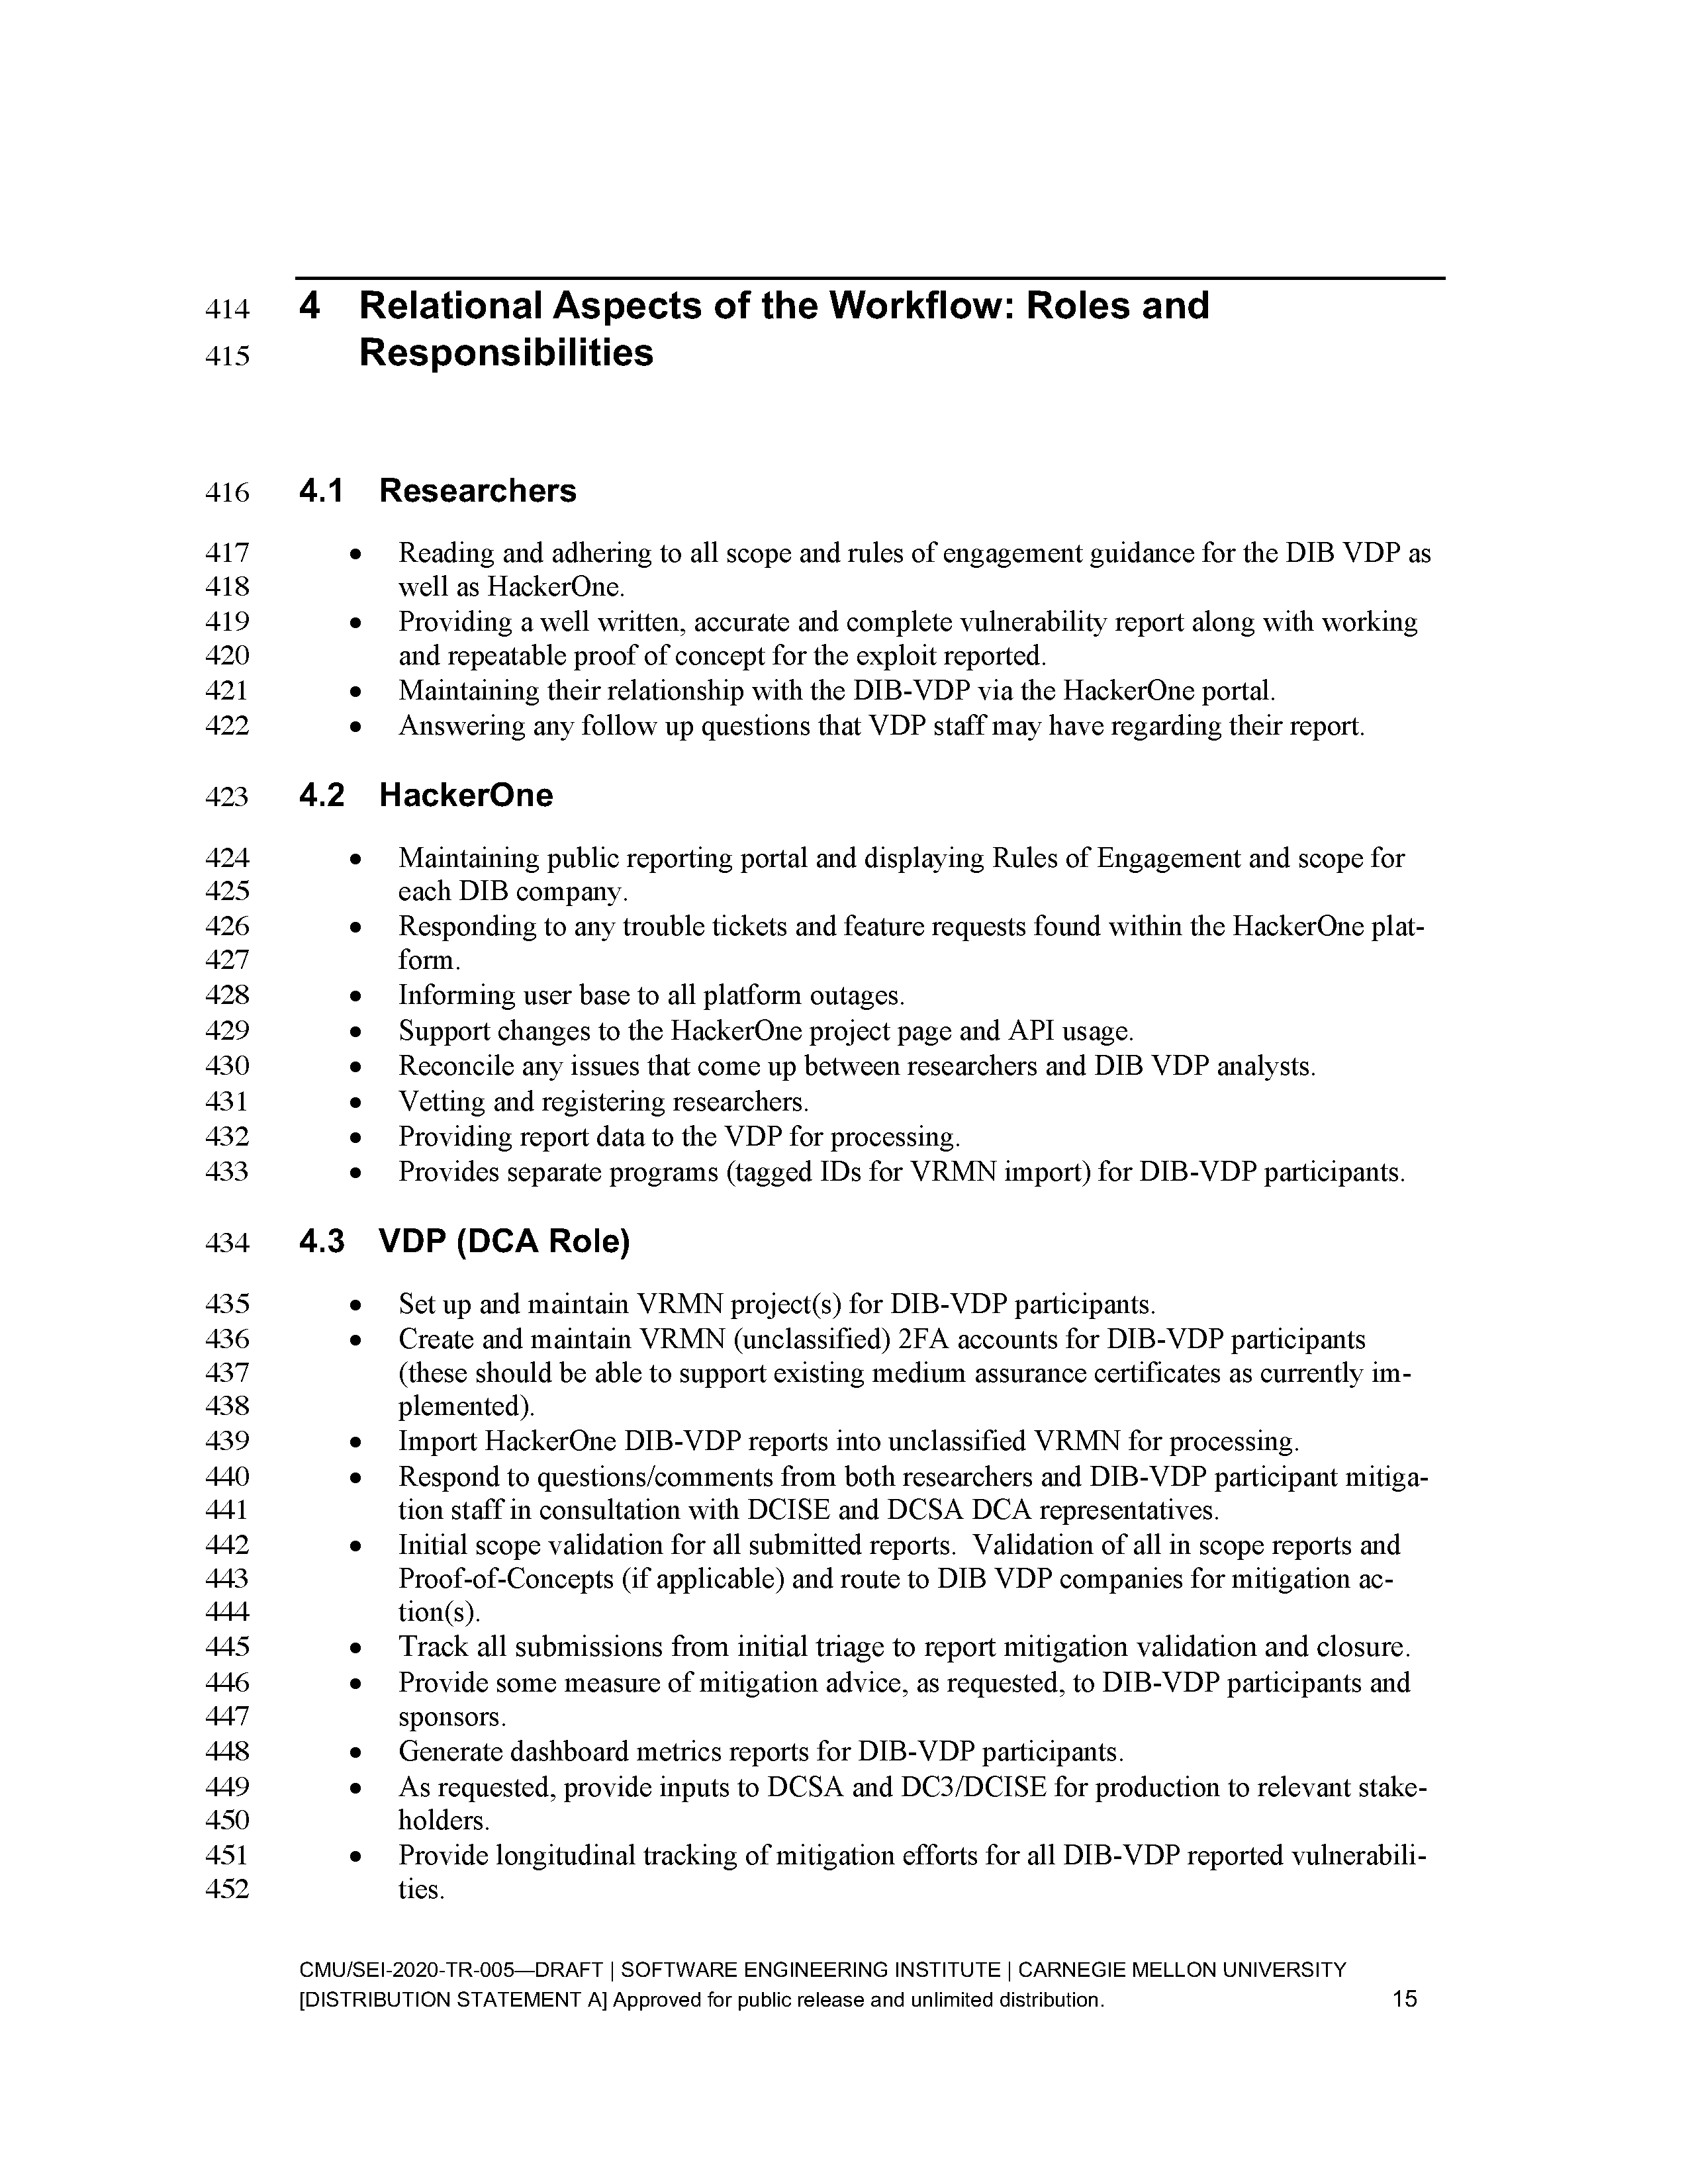 414 4 Relational Aspects of the Workflow: Roles and
415 Responsibilities
416 4.1 Researchers
417 • Reading and adhering to all scope and rules of engagement guidance for the DIB VDP as
418 well as HackerOne.
419 • Providing a well written, accurate and complete vulnerability report along with working
420 and repeatable proof of concept for the exploit reported.
421 • Maintaining their relationship with the DIB-VDP via the HackerOne portal.
422 • Answering any follow up questions that VDP staff may have regarding their report.
423 4.2 HackerOne
424 • Maintaining public reporting portal and displaying Rules of Engagement and scope for
425 each DIB company.
426 • Responding to any trouble tickets and feature requests found within the HackerOne plat-
427 form.
428 • Informing user base to all platform outages.
429 • Support changes to the HackerOne project page and API usage.
430 • Reconcile any issues that come up between researchers and DIB VDP analysts.
431 • Vetting and registering researchers.
432 • Providing report data to the VDP for processing.
433 • Provides separate programs (tagged IDs for VRMN import) for DIB-VDP participants.
434 4.3 VDP (DCA Role)
435 • Set up and maintain VRMN project(s) for DIB-VDP participants.
436 • Create and maintain VRMN (unclassified) 2FA accounts for DIB-VDP participants
437 (these should be able to support existing medium assurance certificates as currently im-
438 plemented).
439 • Import HackerOne DIB-VDP reports into unclassified VRMN for processing.
440 • Respond to questions/comments from both researchers and DIB-VDP participant mitiga-
441 tion staff in consultation with DCISE and DCSA DCA representatives.
442 • Initial scope validation for all submitted reports.  Validation of all in scope reports and
443 Proof-of-Concepts (if applicable) and route to DIB VDP companies for mitigation ac-
444 tion(s).
445 • Track all submissions from initial triage to report mitigation validation and closure.
446 • Provide some measure of mitigation advice, as requested, to DIB-VDP participants and
447 sponsors.
448 • Generate dashboard metrics reports for DIB-VDP participants.
449 • As requested, provide inputs to DCSA and DC3/DCISE for production to relevant stake-
450 holders.
451 • Provide longitudinal tracking of mitigation efforts for all DIB-VDP reported vulnerabili-
452 ties.
CMU/SEI-2020-TR-005—DRAFT | SOFTWARE ENGINEERING INSTITUTE | CARNEGIE MELLON UNIVERSITY
[DISTRIBUTION STATEMENT A] Approved for public release and unlimited distribution. 15